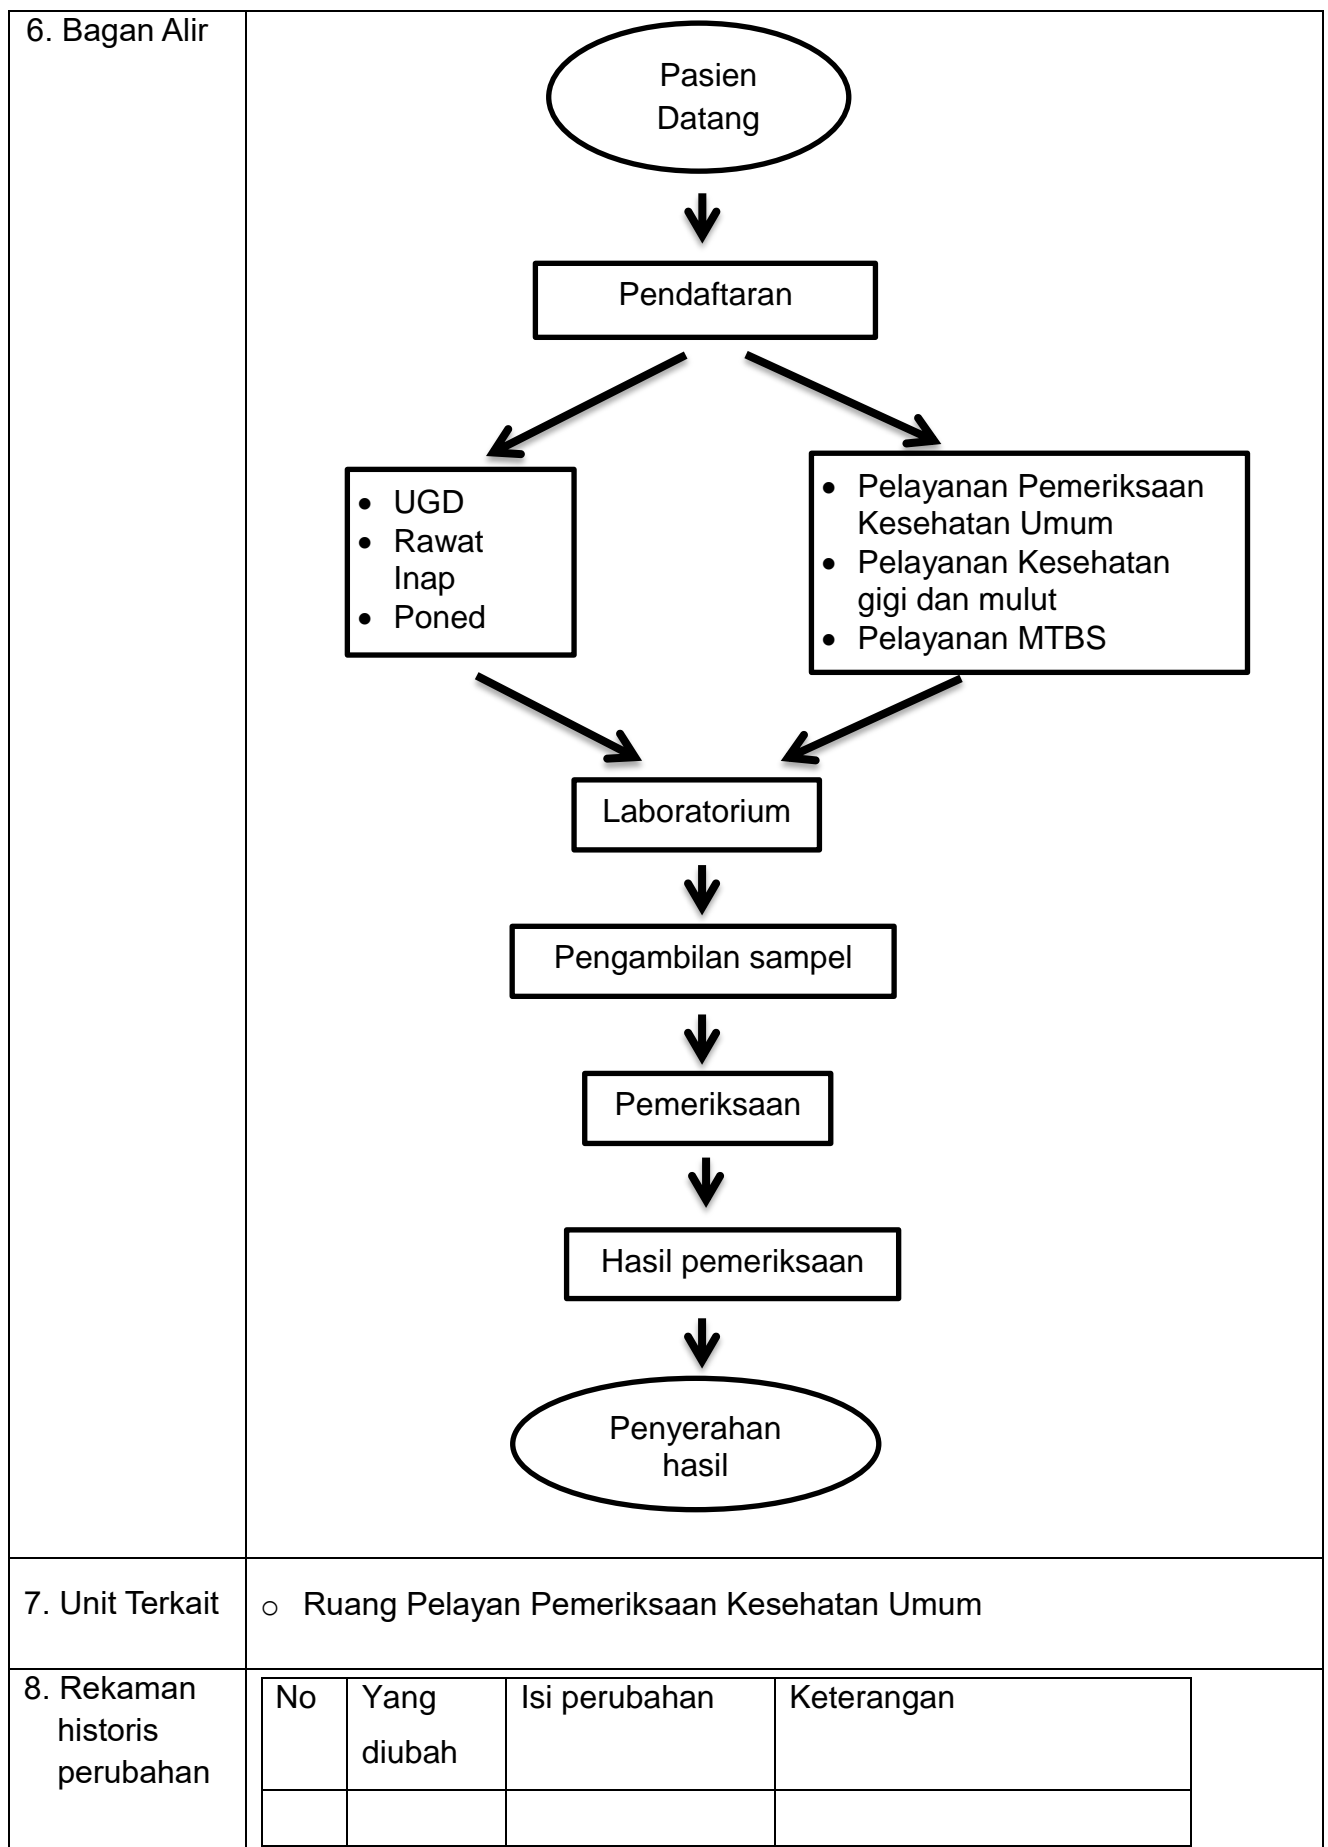 6. Bagan Alir
Pasien
Datang
Pendaftaran
• UGD
• Rawat
Inap
• Poned
• Pelayanan Pemeriksaan
Kesehatan Umum
• Pelayanan Kesehatan
gigi dan mulut
• Pelayanan MTBS
Laboratorium
Pengambilan sampel
Pemeriksaan
Hasil pemeriksaan
Penyerahan
hasil
7. Unit Terkait
○ Ruang Pelayan Pemeriksaan Kesehatan Umum
8. Rekaman
historis
perubahan
No
Yang
diubah
Isi perubahan
Keterangan